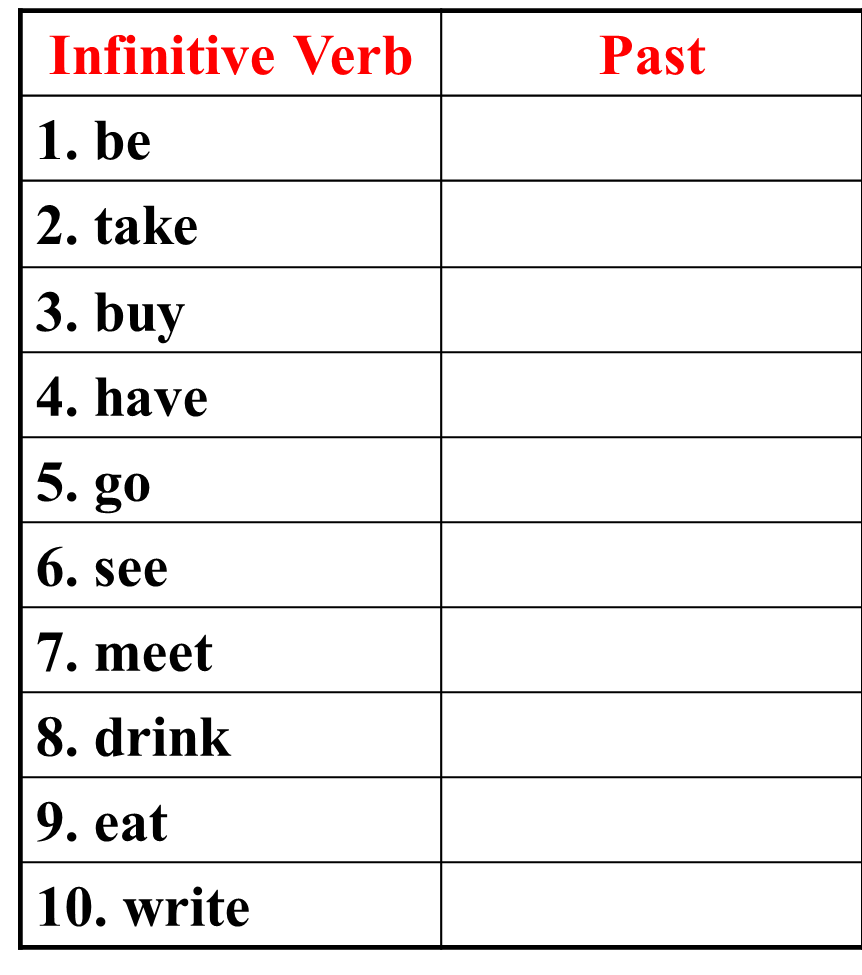 Infinitive Verb Past
1. be
2. take
3. buy
4. have
5. go
6. see
7. meet
8. drink
9. eat
10. write